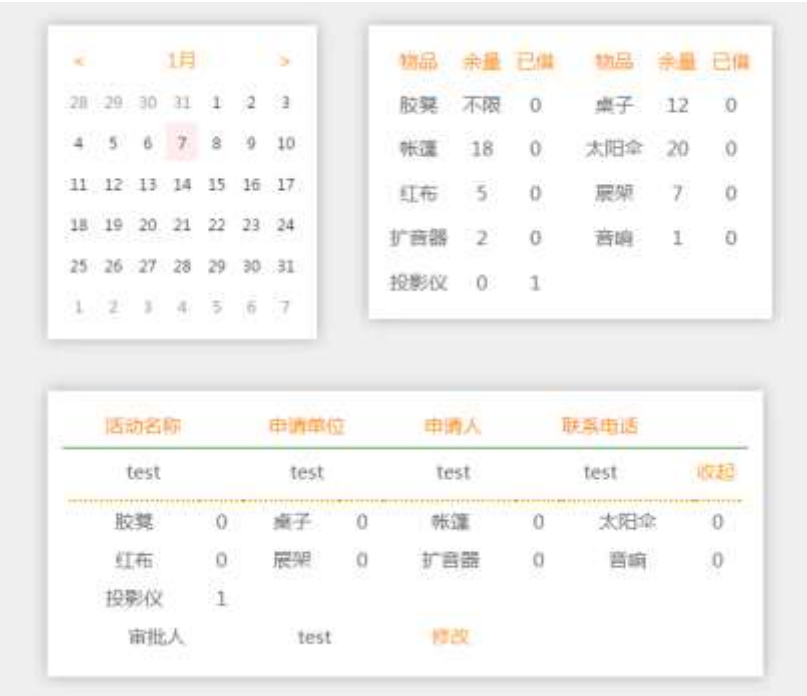 < 1月 >
28 29 30 31 1 2 3
4 5 6 7 8 9 10
11 12 13 14 15 16 17
18 19 20 21 22 23 24
25 26 27 28 29 30 31
1 2 3 4 5 6 7
物品 余量 已借 物品 余量 已借
胶凳 不限 0 桌子 12 0
帐篷 18 0 太阳伞 20 0
红布 5 0 展架 7 0
扩音器 2 0 音响 1 0
投影仪 0 1
活动名称 申请单位 申请人 联系电话
test test test test 收起
胶凳 0 桌子 0 帐篷 0 太阳伞 0
红布 0 展架 0 扩音器 0 音响 0
投影仪 1
审批人 test 修改